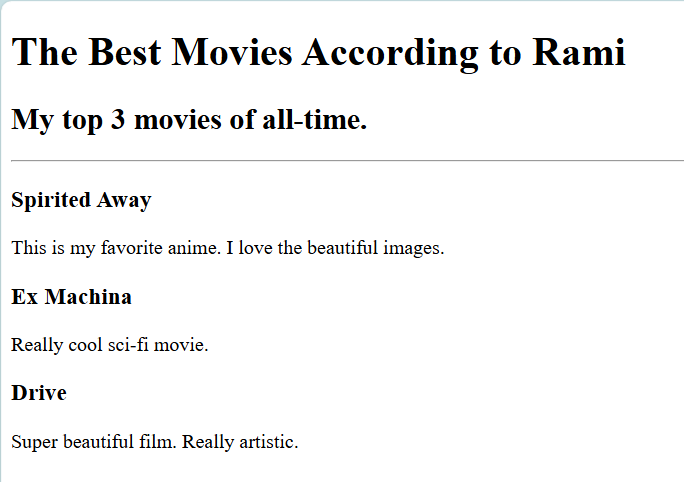 The Best Movies According to Rami
My top 3 movies of all-time.
Spirited Away
This is my favorite anime. I love the beautiful images.
Ex Machina
Really cool sci-fi movie.
Drive
Super beautiful film. Really artistic.